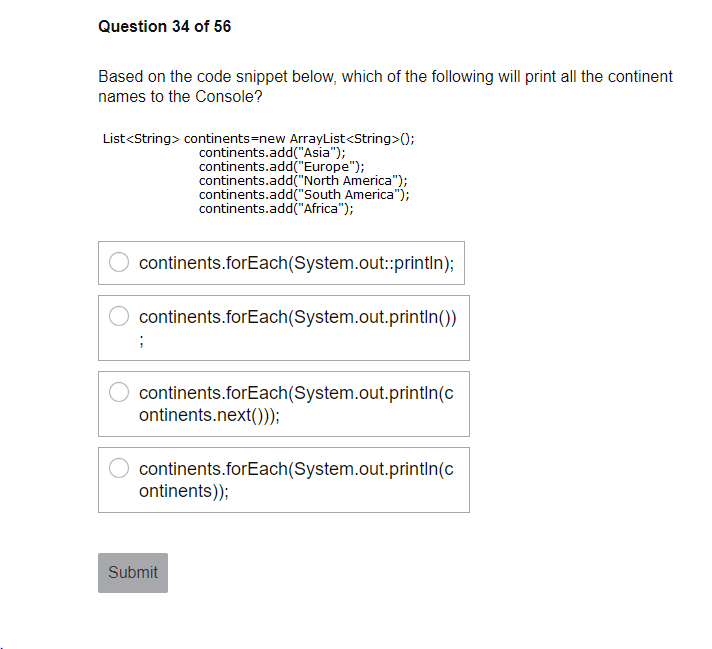 Question 34 of 56
Based on the code snippet below, which of the following will print all the continent
names to the Console?
List<String> continents=new ArrayList<String>();
continents.add("Asia");
continents.add("Europe");
continents.add("North America");
continents.add("South America");
continents.add("Africa");
continents.forEach(System.out::println);
continents.forEach(System.out.println())
;
continents.forEach(System.out.println(c
ontinents.next()));
continents.forEach(System.out.println(c
ontinents));
Submit